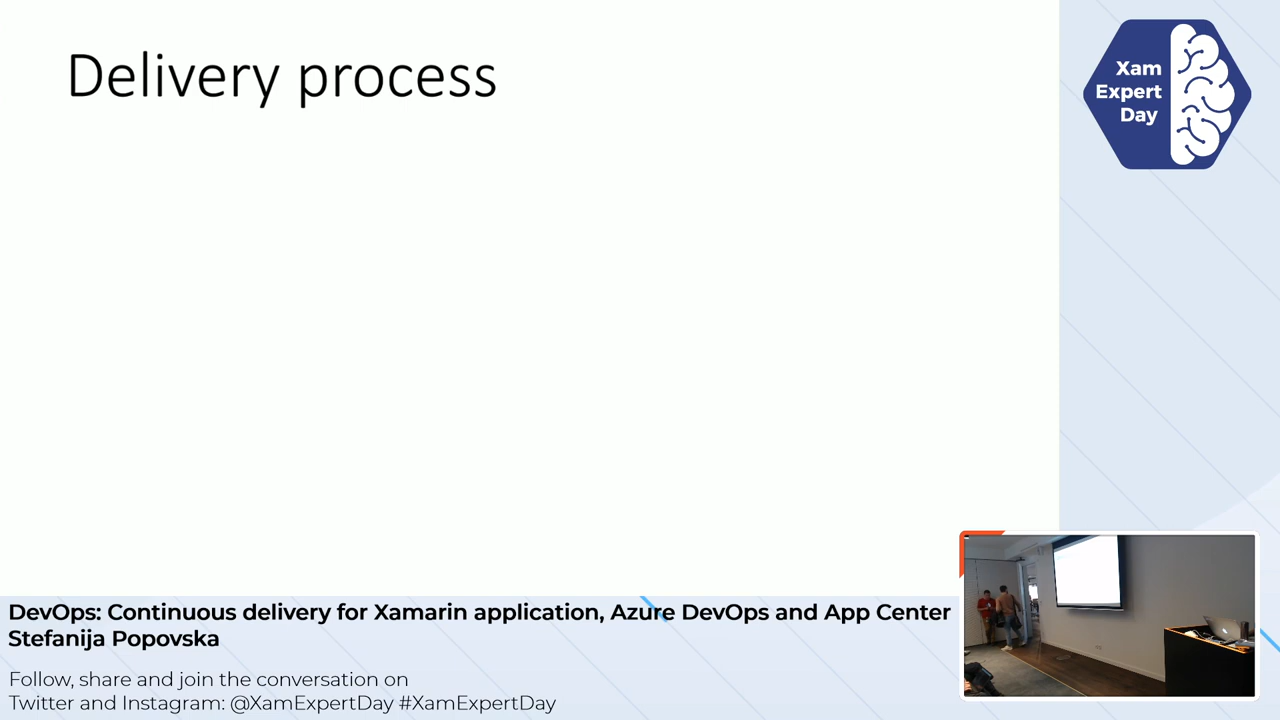 Delivery process
Xam
Expert
Day
DevOps: Continuous delivery for Xamarin application, Azure DevOps and App Center
Stefanija Popovska
Follow, share and join the conversation on
Twitter and Instagram: @XamExpertDay #XamExpertDay